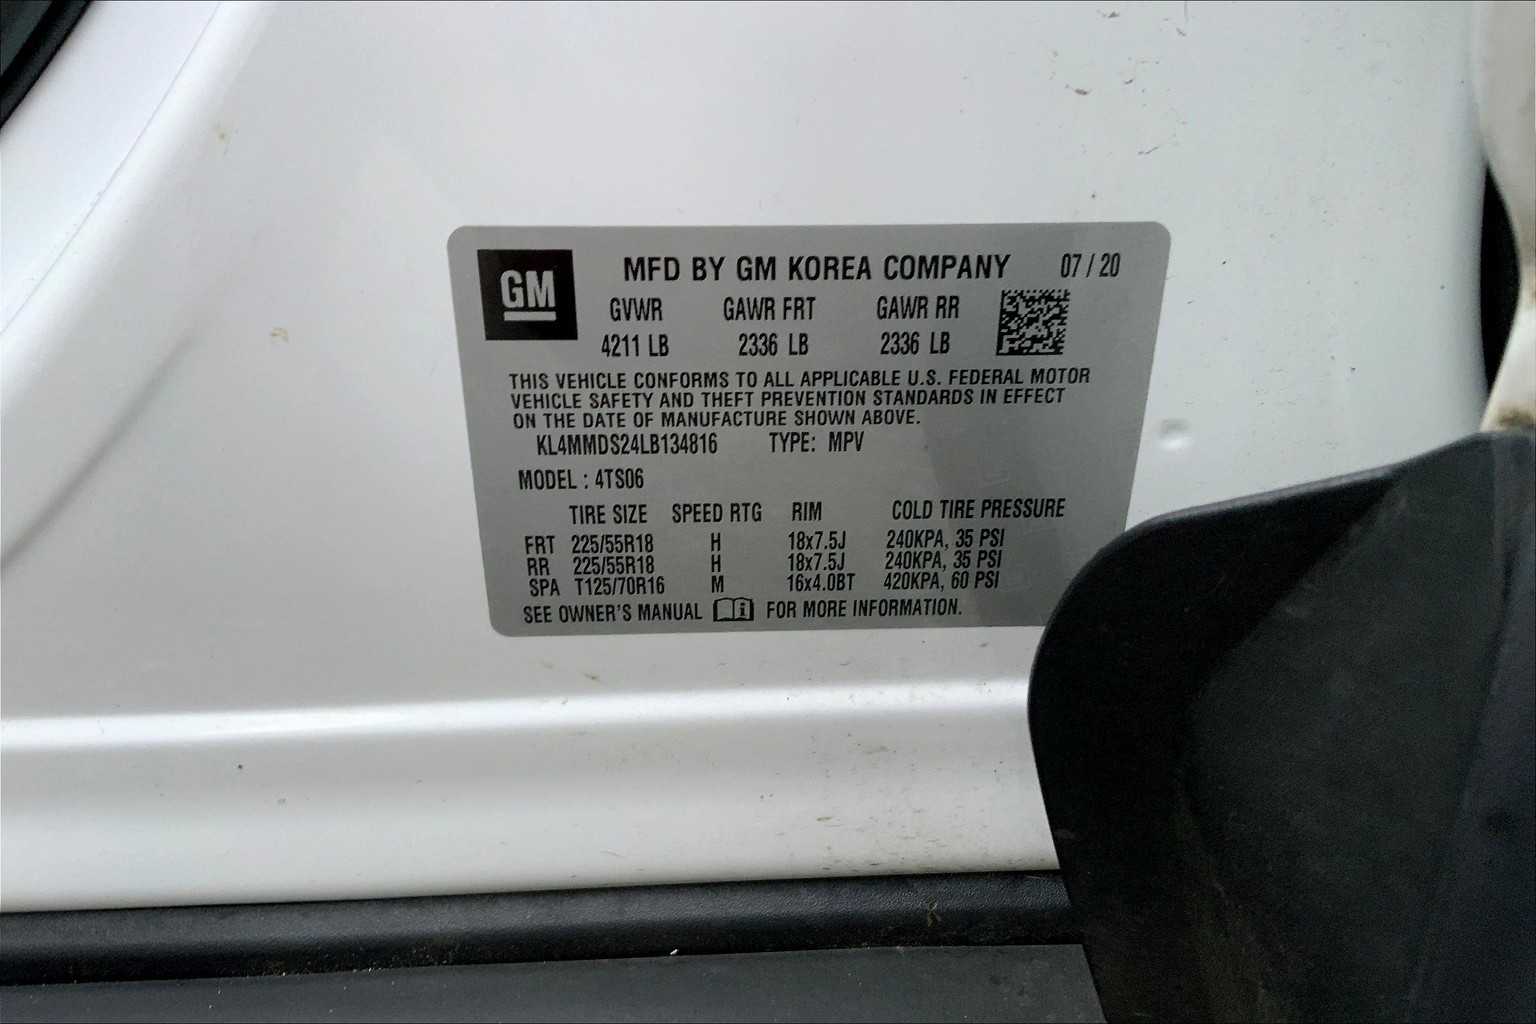 GM
MFD BY GM KOREA COMPANY 07 / 20
GVWR GAWR FRT GAWR RR
4211 LB 2336 LB 2336 LB
THIS VEHICLE CONFORMS TO ALL APPLICABLE U.S. FEDERAL MOTOR
VEHICLE SAFETY AND THEFT PREVENTION STANDARDS IN EFFECT
ON THE DATE OF MANUFACTURE SHOWN ABOVE.
KL4MMDS24LB134816 TYPE: MPV
MODEL : 4TS06
TIRE SIZE SPEED RTG RIM COLD TIRE PRESSURE
FRT 225/55R18 H 18x7.5J 240KPA, 35 PSI
RR 225/55R18 H 18x7.5J 240KPA, 35 PSI
SPA T125/70R16 M 16x4.0BT 420KPA, 60 PSI
SEE OWNER'S MANUAL FOR MORE INFORMATION.